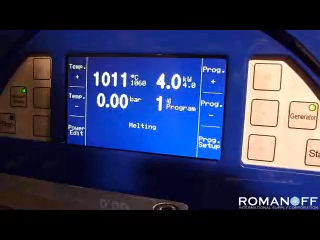 Temp. + 1011 °C 1060 4.0 kW 4.0 Prog. +
Temp. - 0.00 bar 1 Program Prog. -
Melting
Power Edit Prog. Setup
Generator
Sta
ROMANOFF
INTERNATIONAL SUPPLY CORPORATION